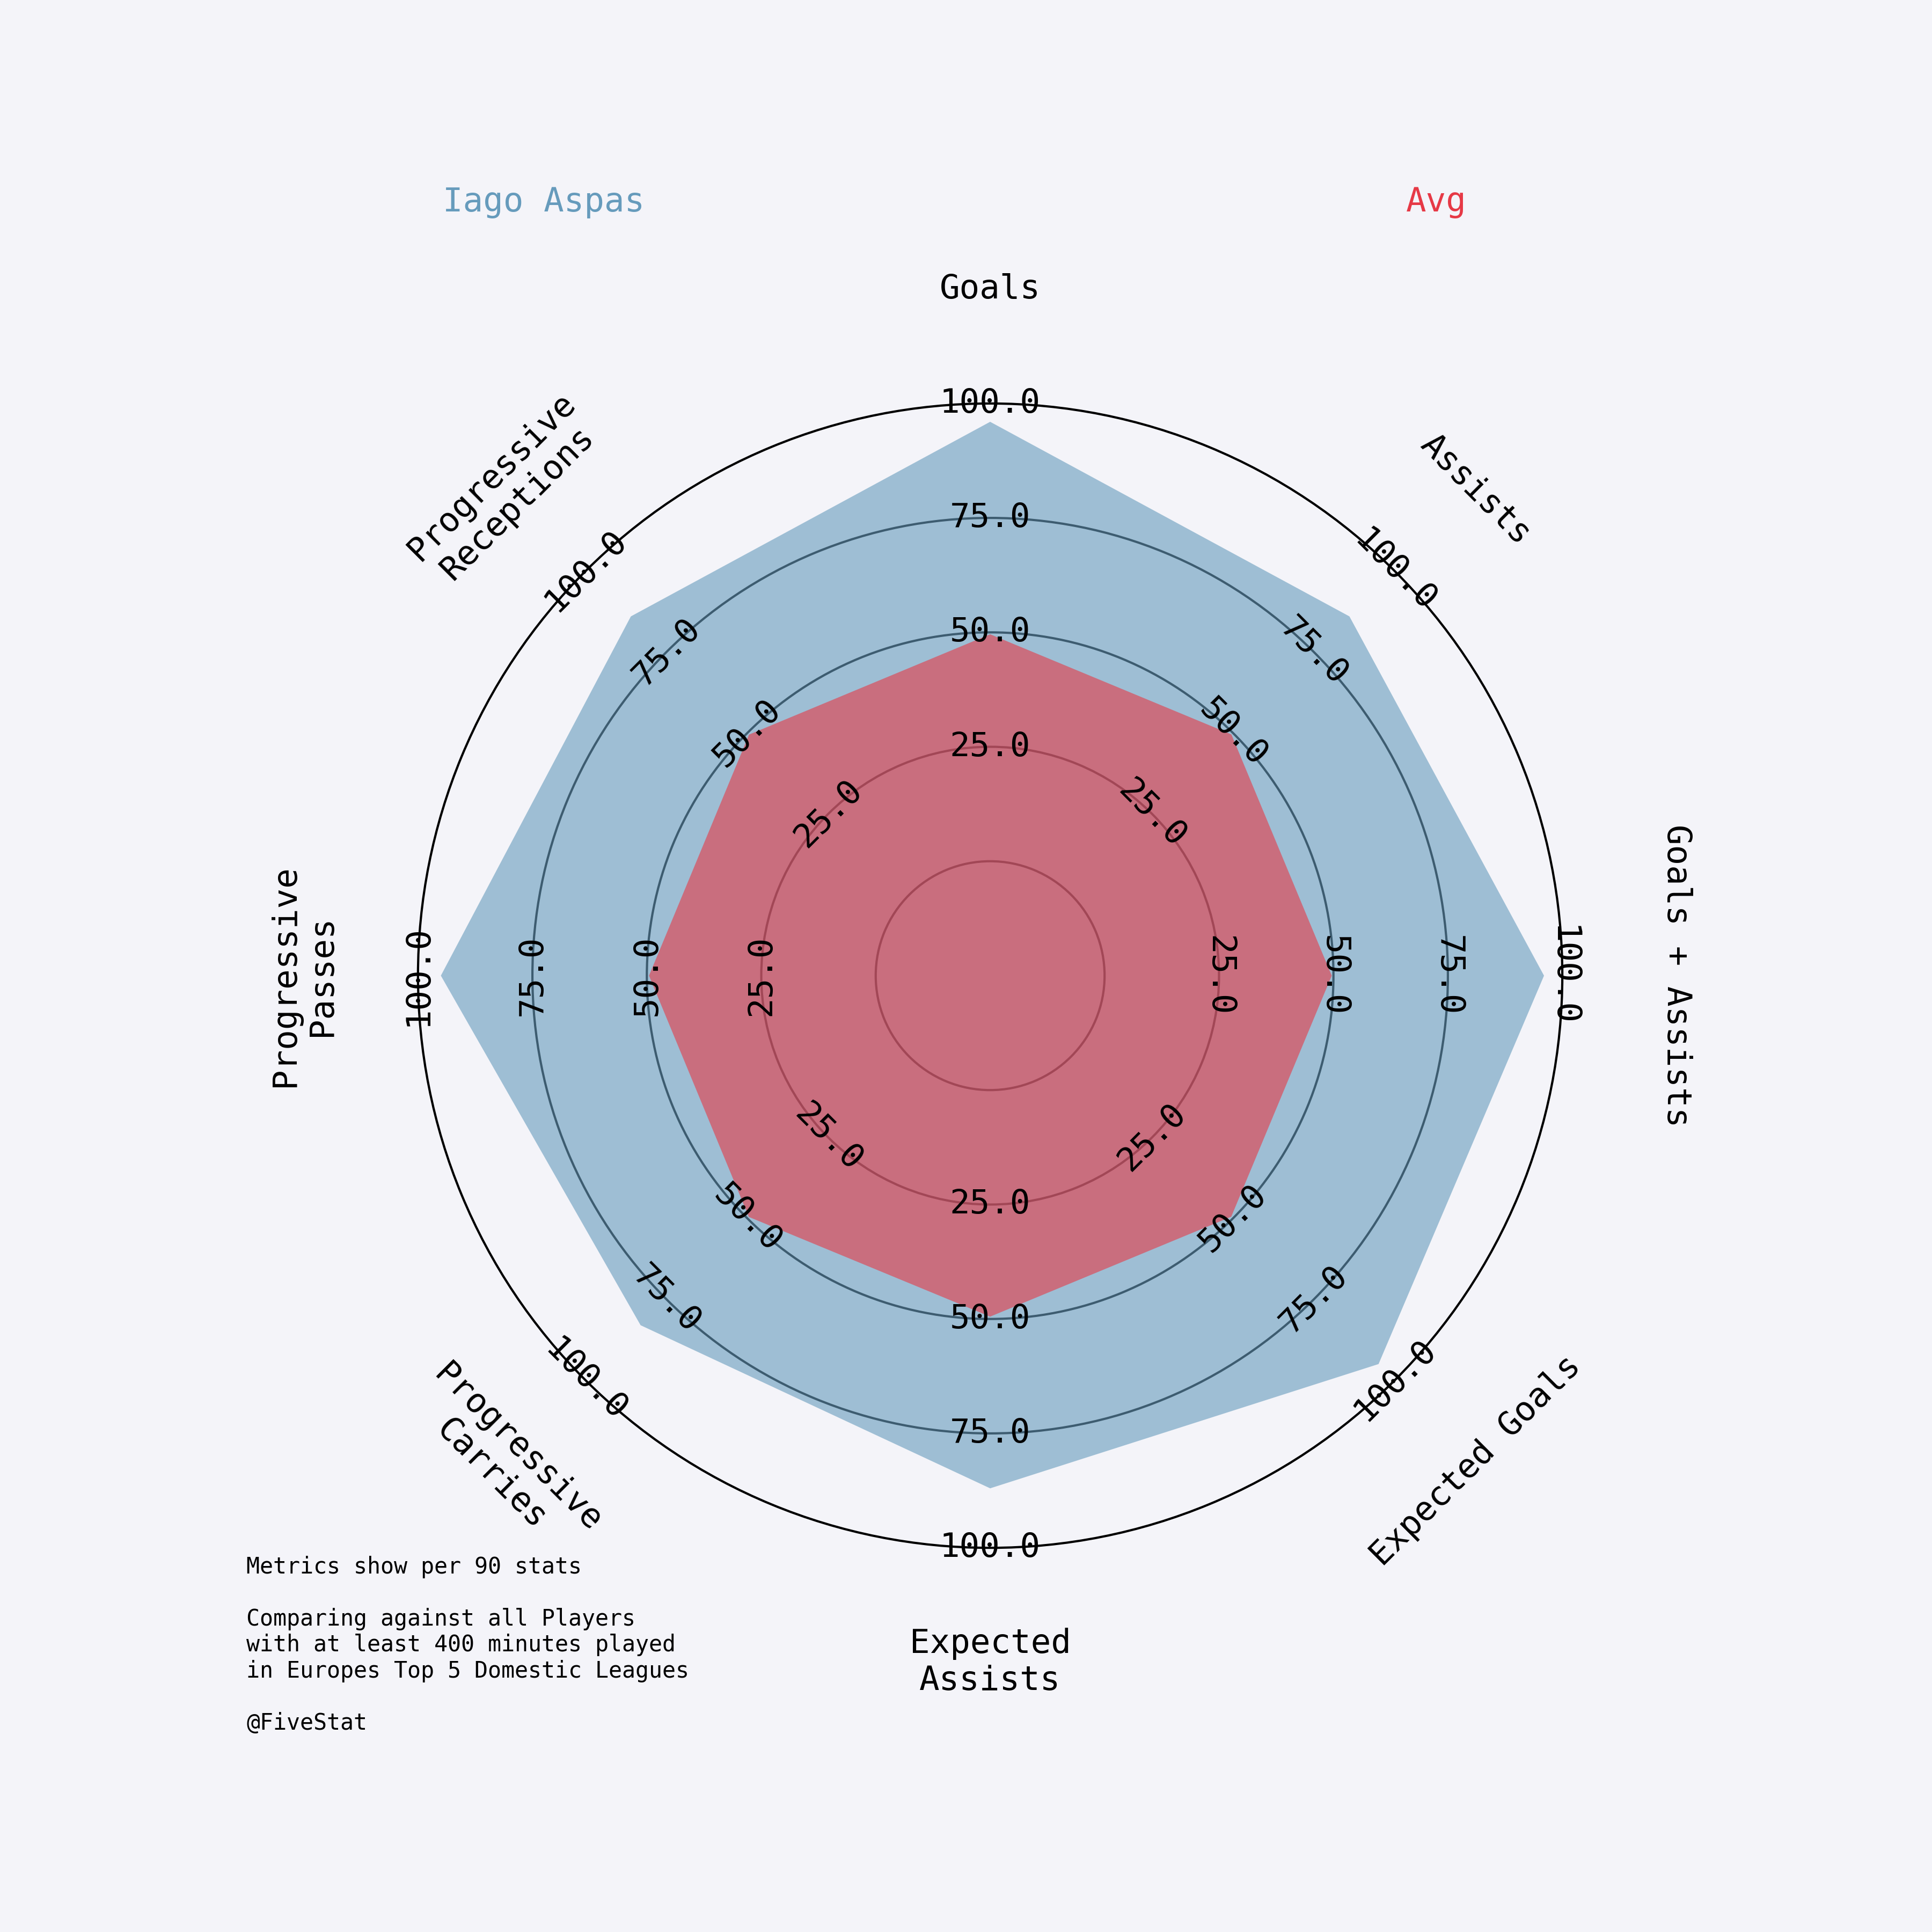 Iago Aspas
Avg
Goals
Assists
Goals + Assists
Expected Goals
Expected
Assists
Progressive
Carries
Progressive
Passes
Progressive
Receptions
25.0
50.0
75.0
100.0
25.0
50.0
75.0
100.0
25.0
50.0
75.0
100.0
25.0
50.0
75.0
100.0
25.0
50.0
75.0
100.0
25.0
50.0
75.0
100.0
25.0
50.0
75.0
100.0
25.0
50.0
75.0
100.0
Metrics show per 90 stats
Comparing against all Players
with at least 400 minutes played
in Europes Top 5 Domestic Leagues
@FiveStat